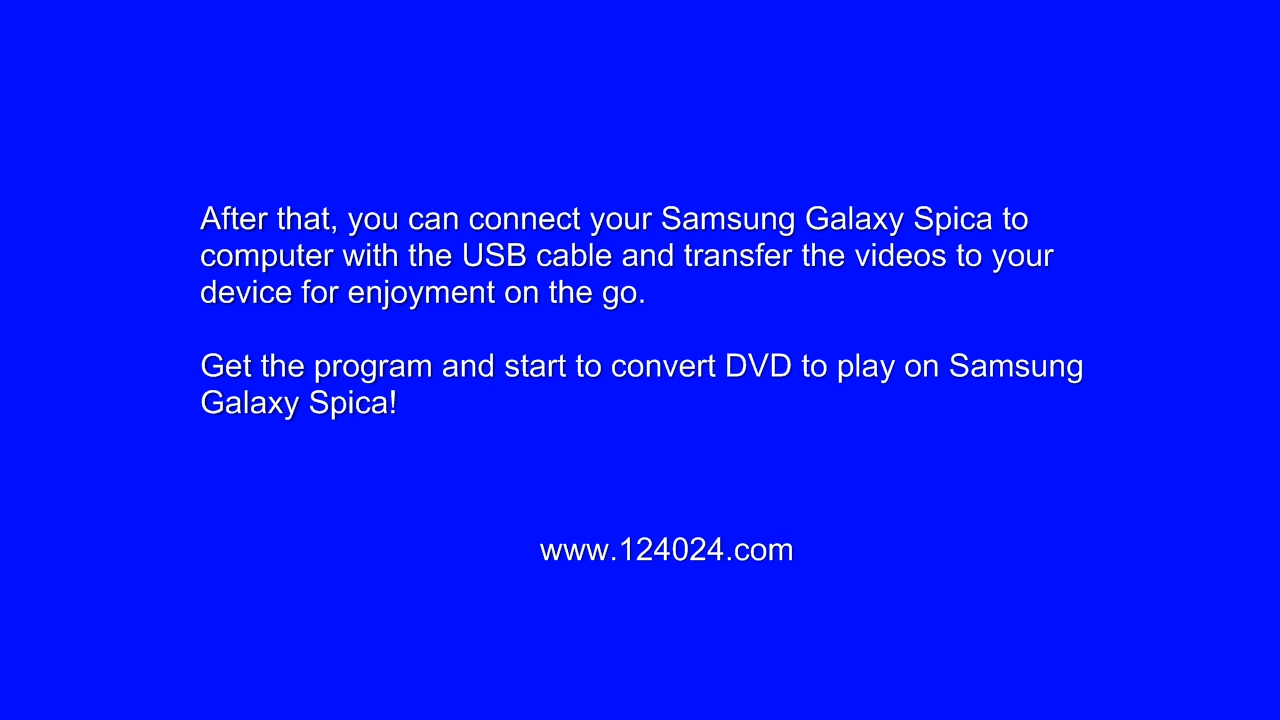 After that, you can connect your Samsung Galaxy Spica to
computer with the USB cable and transfer the videos to your
device for enjoyment on the go.
Get the program and start to convert DVD to play on Samsung
Galaxy Spica!
www.124024.com